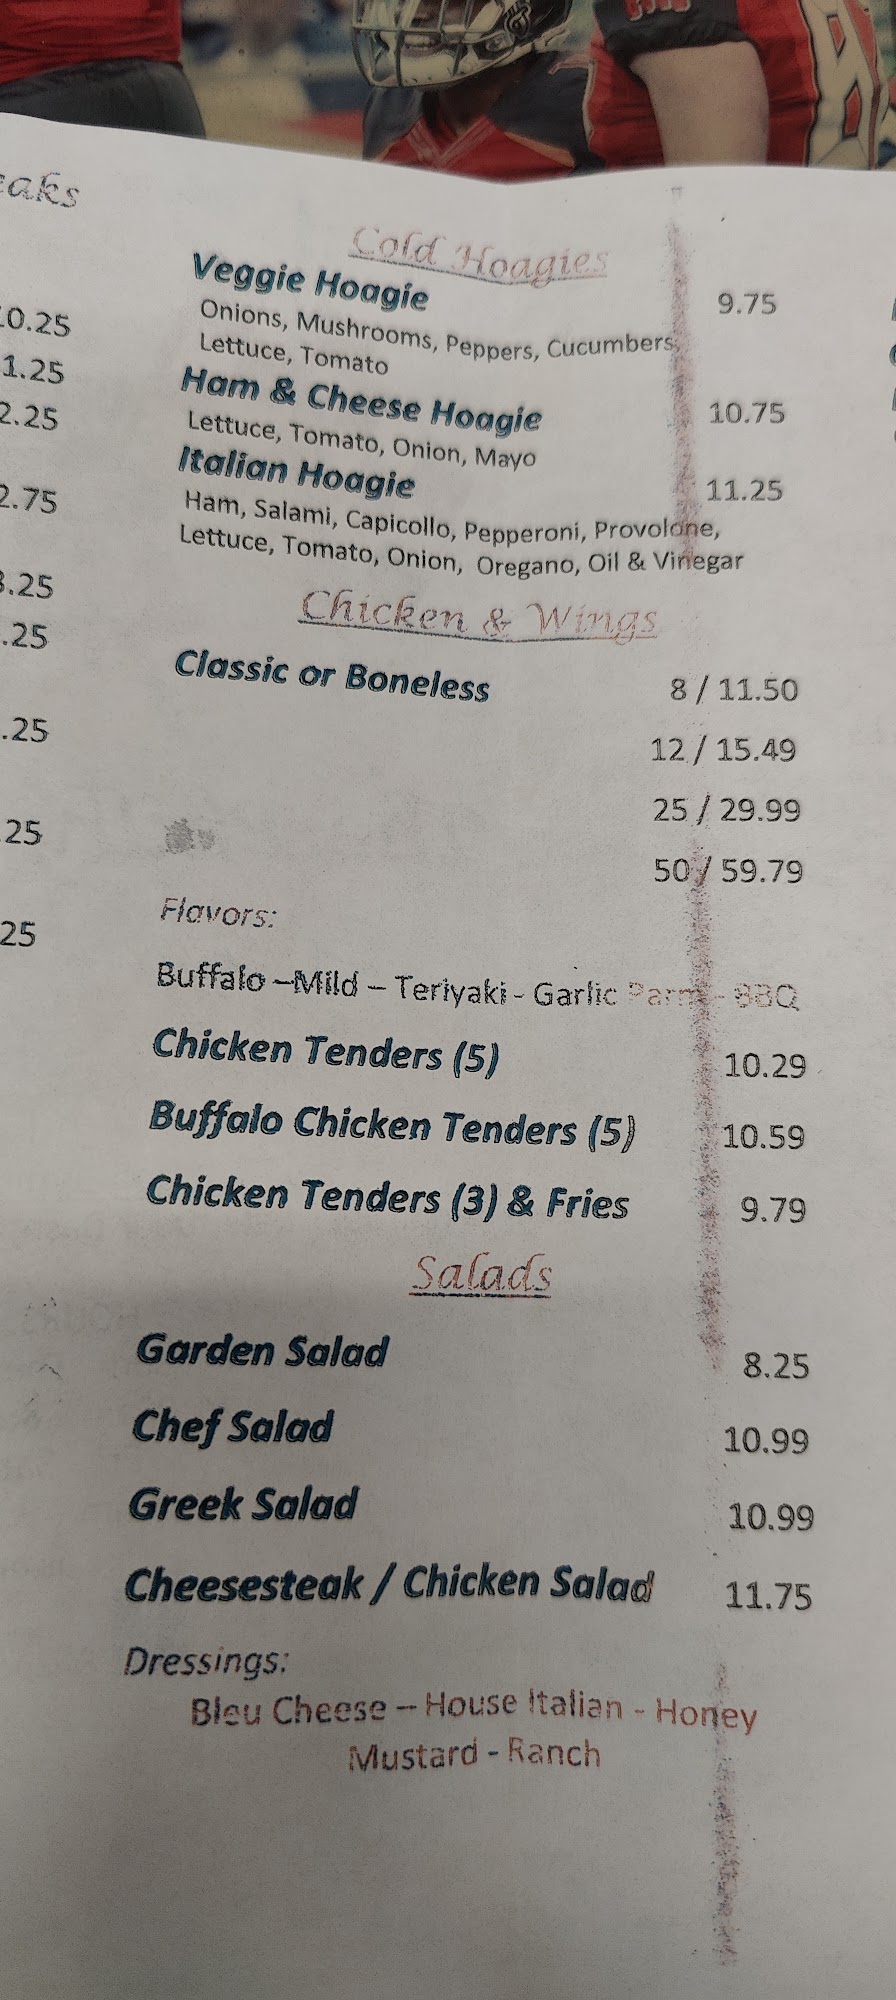 Cold Hoagies
Veggie Hoagie 9.75
Onions, Mushrooms, Peppers, Cucumbers,
Lettuce, Tomato
Ham & Cheese Hoagie 10.75
Lettuce, Tomato, Onion, Mayo
Italian Hoagie 11.25
Ham, Salami, Capicollo, Pepperoni, Provolone,
Lettuce, Tomato, Onion, Oregano, Oil & Vinegar
Chicken & Wings
Classic or Boneless 8 / 11.50
12 / 15.49
25 / 29.99
50 / 59.79
Flavors:
Buffalo –Mild – Teriyaki - Garlic Parm - BBQ
Chicken Tenders (5) 10.29
Buffalo Chicken Tenders (5) 10.59
Chicken Tenders (3) & Fries 9.79
Salads
Garden Salad 8.25
Chef Salad 10.99
Greek Salad 10.99
Cheesesteak / Chicken Salad 11.75
Dressings:
Bleu Cheese – House Italian - Honey
Mustard - Ranch